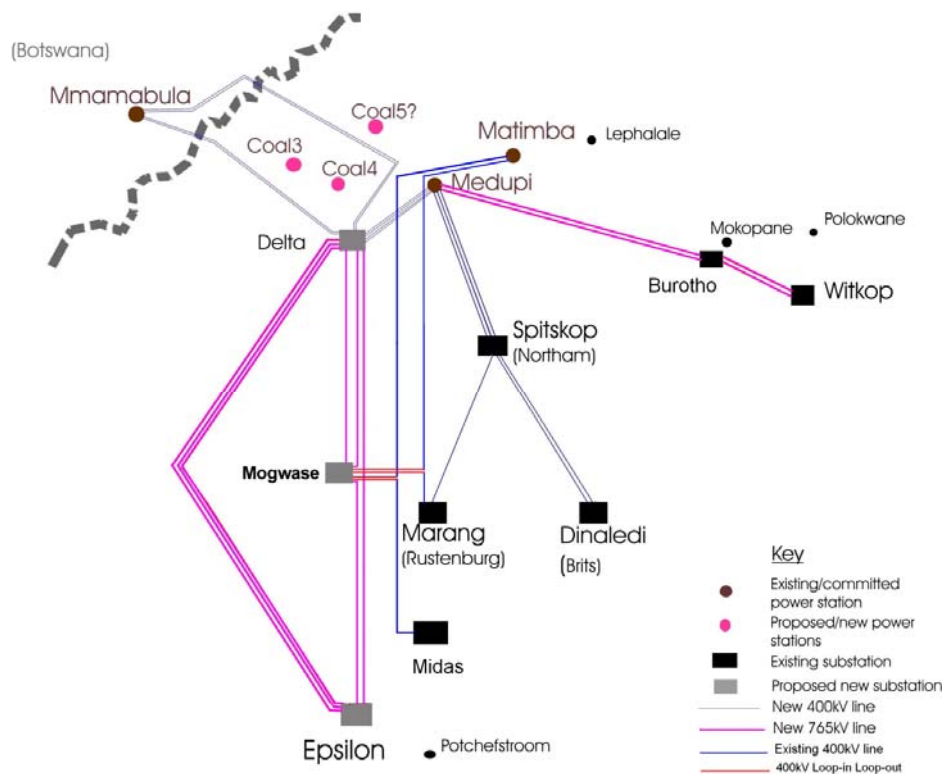 (Botswana)
Mmamabula
Coal5?
Coal3
Coal4
Matimba
Lephalale
Medupi
Delta
Mokopane
Polokwane
Burotho
Witkop
Spitskop
(Northam)
Mogwase
Marang
(Rustenburg)
Dinaledi
(Brits)
Midas
Epsilon
Potchefstroom
Key
Existing/committed
power station
Proposed/new power
stations
Existing substation
Proposed new substation
New 400kV line
New 765kV line
Existing 400kV line
400kV Loop-in Loop-out